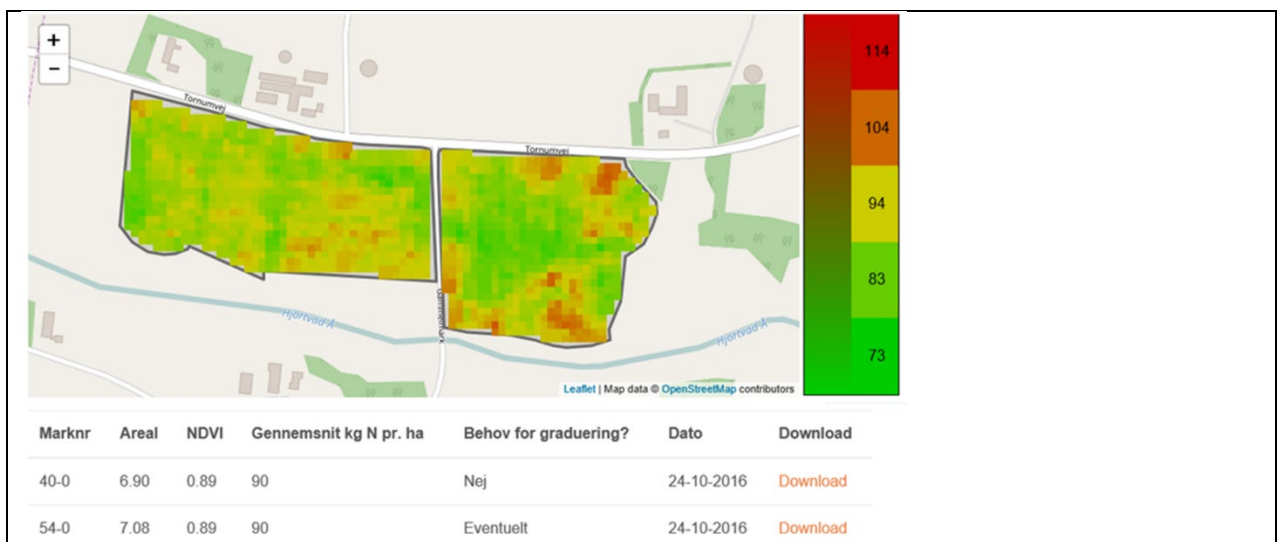 +
−
Tornumvej
Tornumvej
Gammelmark
Hjortvad Å
Hjortvad Å
Leaflet | Map data © OpenStreetMap contributors
114
104
94
83
73
Marknr Areal NDVI Gennemsnit kg N pr. ha Behov for graduering? Dato Download
40-0 6.90 0.89 90 Nej 24-10-2016 Download
54-0 7.08 0.89 90 Eventuelt 24-10-2016 Download